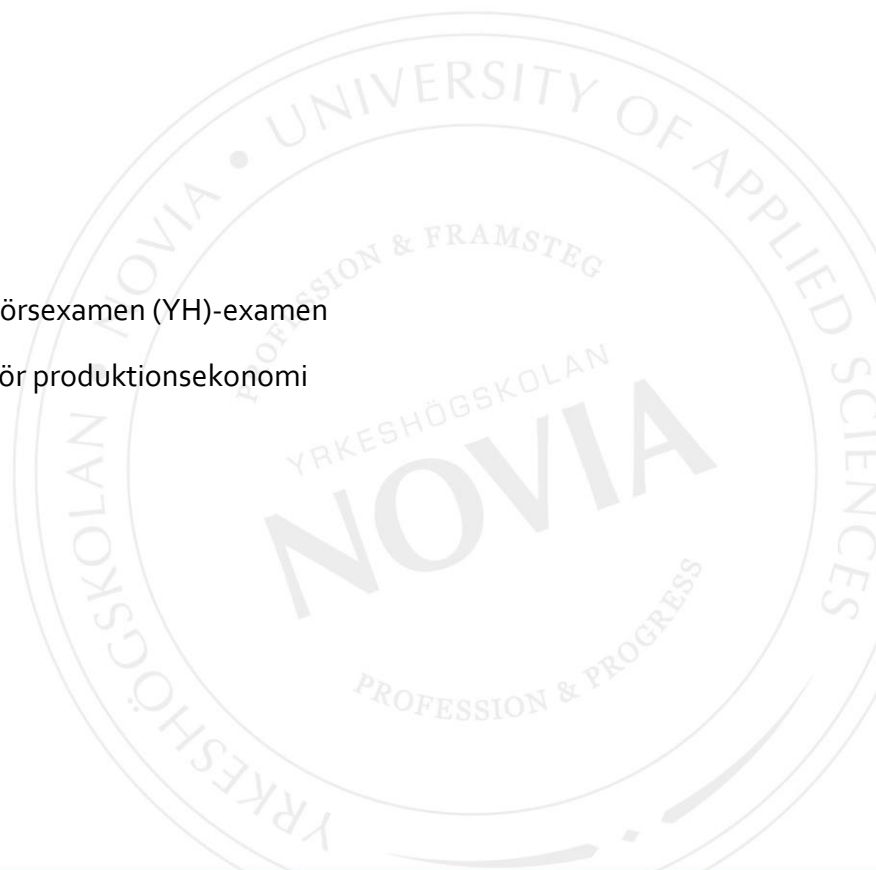 YRKESHÖGSKOLAN • NOVIA • UNIVERSITY OF APPLIED SCIENCES
PROFESSION & FRAMSTEG
örsexamen (YH)-examen
ör produktionsekonomi
YRKESHÖGSKOLAN
NOVIA
PROFESSION & PROGRESS